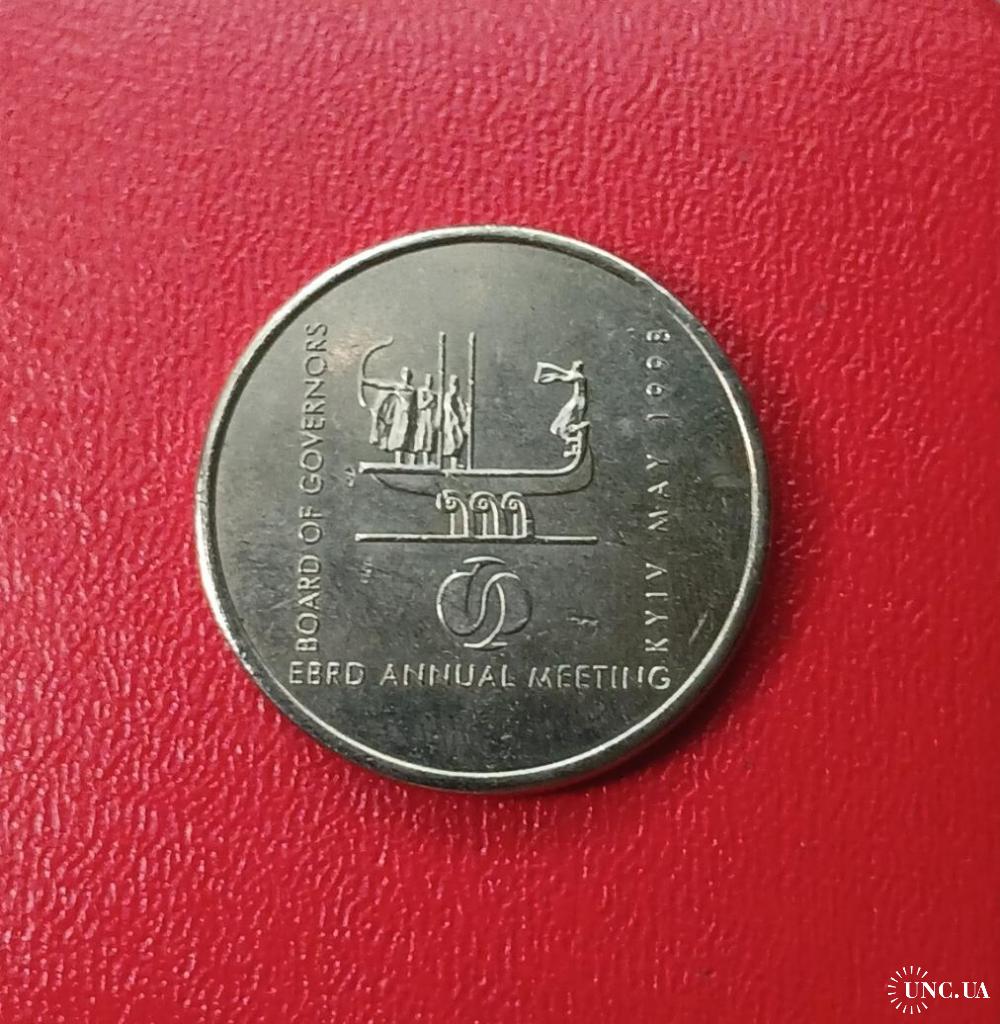 BOARD OF GOVERNORS
EBRD ANNUAL MEETING
KYIV MAY 1998
UNC.UA